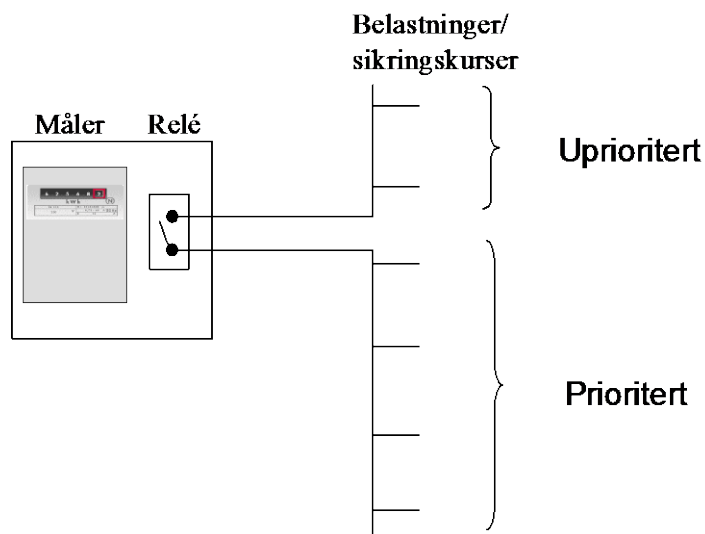 Belastninger/
sikringskurser
Måler Relé
Uprioritert
Prioritert